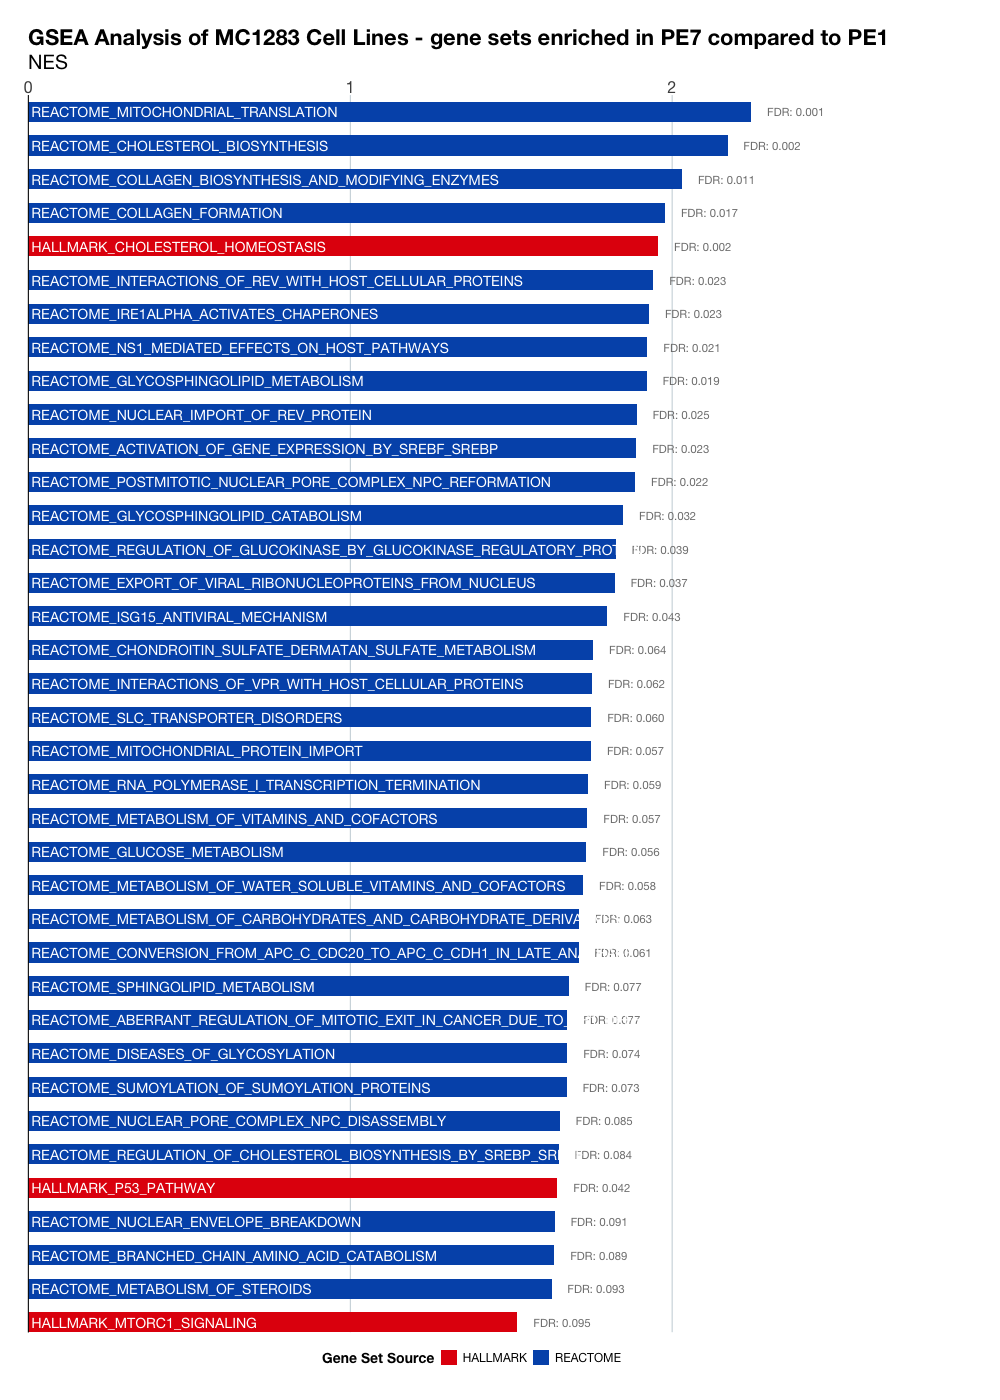 GSEA Analysis of MC1283 Cell Lines - gene sets enriched in PE7 compared to PE1
NES
0 1 2
REACTOME_MITOCHONDRIAL_TRANSLATION FDR: 0.001
REACTOME_CHOLESTEROL_BIOSYNTHESIS FDR: 0.002
REACTOME_COLLAGEN_BIOSYNTHESIS_AND_MODIFYING_ENZYMES FDR: 0.011
REACTOME_COLLAGEN_FORMATION FDR: 0.017
HALLMARK_CHOLESTEROL_HOMEOSTASIS FDR: 0.002
REACTOME_INTERACTIONS_OF_REV_WITH_HOST_CELLULAR_PROTEINS FDR: 0.023
REACTOME_IRE1ALPHA_ACTIVATES_CHAPERONES FDR: 0.023
REACTOME_NS1_MEDIATED_EFFECTS_ON_HOST_PATHWAYS FDR: 0.021
REACTOME_GLYCOSPHINGOLIPID_METABOLISM FDR: 0.019
REACTOME_NUCLEAR_IMPORT_OF_REV_PROTEIN FDR: 0.025
REACTOME_ACTIVATION_OF_GENE_EXPRESSION_BY_SREBF_SREBP FDR: 0.023
REACTOME_POSTMITOTIC_NUCLEAR_PORE_COMPLEX_NPC_REFORMATION FDR: 0.022
REACTOME_GLYCOSPHINGOLIPID_CATABOLISM FDR: 0.032
REACTOME_REGULATION_OF_GLUCOKINASE_BY_GLUCOKINASE_REGULATORY_PROT FDR: 0.039
REACTOME_EXPORT_OF_VIRAL_RIBONUCLEOPROTEINS_FROM_NUCLEUS FDR: 0.037
REACTOME_ISG15_ANTIVIRAL_MECHANISM FDR: 0.043
REACTOME_CHONDROITIN_SULFATE_DERMATAN_SULFATE_METABOLISM FDR: 0.064
REACTOME_INTERACTIONS_OF_VPR_WITH_HOST_CELLULAR_PROTEINS FDR: 0.062
REACTOME_SLC_TRANSPORTER_DISORDERS FDR: 0.060
REACTOME_MITOCHONDRIAL_PROTEIN_IMPORT FDR: 0.057
REACTOME_RNA_POLYMERASE_I_TRANSCRIPTION_TERMINATION FDR: 0.059
REACTOME_METABOLISM_OF_VITAMINS_AND_COFACTORS FDR: 0.057
REACTOME_GLUCOSE_METABOLISM FDR: 0.056
REACTOME_METABOLISM_OF_WATER_SOLUBLE_VITAMINS_AND_COFACTORS FDR: 0.058
REACTOME_METABOLISM_OF_CARBOHYDRATES_AND_CARBOHYDRATE_DERIVA FDR: 0.063
REACTOME_CONVERSION_FROM_APC_C_CDC20_TO_APC_C_CDH1_IN_LATE_AN FDR: 0.061
REACTOME_SPHINGOLIPID_METABOLISM FDR: 0.077
REACTOME_ABERRANT_REGULATION_OF_MITOTIC_EXIT_IN_CANCER_DUE_TO_ FDR: 0.077
REACTOME_DISEASES_OF_GLYCOSYLATION FDR: 0.074
REACTOME_SUMOYLATION_OF_SUMOYLATION_PROTEINS FDR: 0.073
REACTOME_NUCLEAR_PORE_COMPLEX_NPC_DISASSEMBLY FDR: 0.085
REACTOME_REGULATION_OF_CHOLESTEROL_BIOSYNTHESIS_BY_SREBP_SR FDR: 0.084
HALLMARK_P53_PATHWAY FDR: 0.042
REACTOME_NUCLEAR_ENVELOPE_BREAKDOWN FDR: 0.091
REACTOME_BRANCHED_CHAIN_AMINO_ACID_CATABOLISM FDR: 0.089
REACTOME_METABOLISM_OF_STEROIDS FDR: 0.093
HALLMARK_MTORC1_SIGNALING FDR: 0.095
Gene Set Source HALLMARK REACTOME